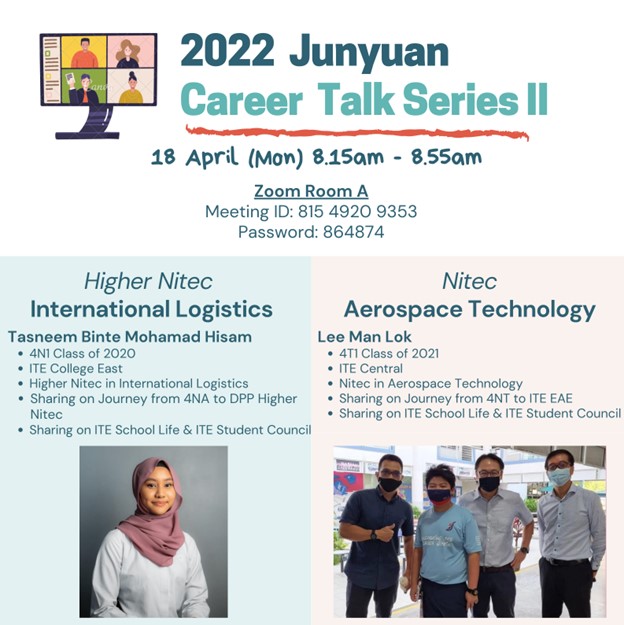 2022 Junyuan
Career Talk Series II
18 April (Mon) 8.15am - 8.55am
Zoom Room A
Meeting ID: 815 4920 9353
Password: 864874
Higher Nitec
International Logistics
Tasneem Binte Mohamad Hisam
4N1 Class of 2020
ITE College East
Higher Nitec in International Logistics
Sharing on Journey from 4NA to DPP Higher
Nitec
Sharing on ITE School Life & ITE Student Council
Nitec
Aerospace Technology
Lee Man Lok
4T1 Class of 2021
ITE Central
Nitec in Aerospace Technology
Sharing on Journey from 4NT to ITE EAE
Sharing on ITE School Life & ITE Student Council